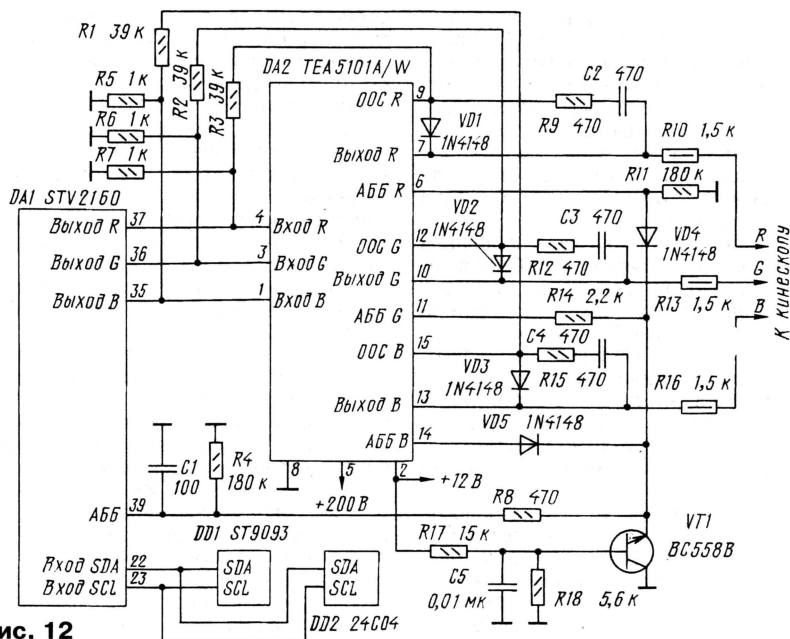 R1 39 к
R5 1 к
R6 1 к
R7 1 к
R2 39 к
R3 39 к
DA1 STV2160
Выход R 37
Выход G 36
Выход B 35
АББ 39
Вход SDA 22
Вход SCL 23
DA2 TEA5101A/W
4 Вход R
3 Вход G
1 Вход B
ООС R 9
Выход R 7
АББ R 6
ООС G 12
Выход G 10
АББ G 11
ООС B 15
Выход B 13
АББ B 14
8
5
2
+200 В
+12 В
VD1
1N4148
R9 470
C2 470
R10 1,5 к
R11 180 к
VD2
1N4148
C3 470
R12 470
VD4
1N4148
R13 1,5 к
R14 2,2 к
C4 470
R15 470
VD3
1N4148
R16 1,5 к
VD5 1N4148
R
G
B
К кинескопу
C1
100
R4
180 к
R8 470
VT1
BC558B
R17 15 к
C5
0,01 мк
R18 5,6 к
DD1 ST9093
SDA
SCL
SDA
SCL
DD2 24C04
ис. 12